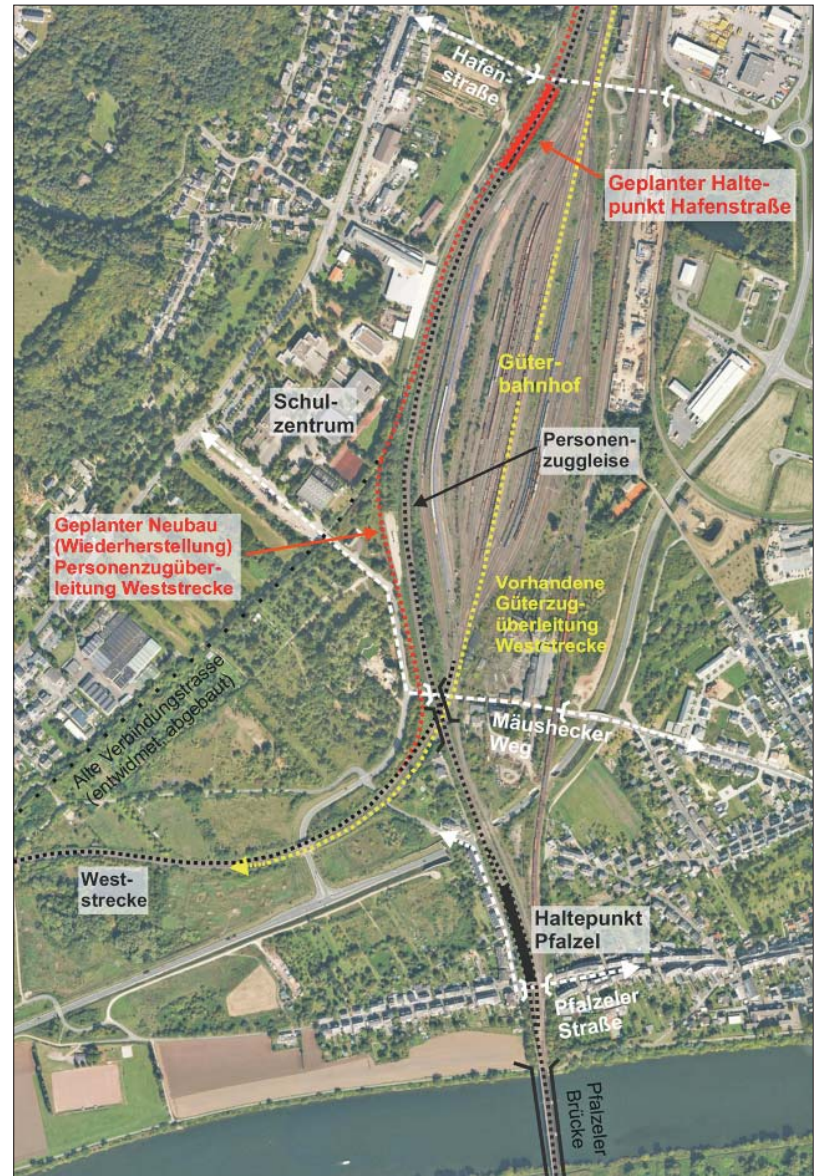 Hafen-
straße
Geplanter Halte-
punkt Hafenstraße
Güter-
bahnhof
Schul-
zentrum
Personen-
zuggleise
Geplanter Neubau
(Wiederherstellung)
Personenzugüber-
leitung Weststrecke
Vorhandene
Güterzug-
überleitung
Weststrecke
Alte Verbindungstrasse
(entwidmet, abgebaut)
Mäushecker
Weg
West-
strecke
Haltepunkt
Pfalzel
Pfalzeler
Straße
Pfalzeler
Brücke